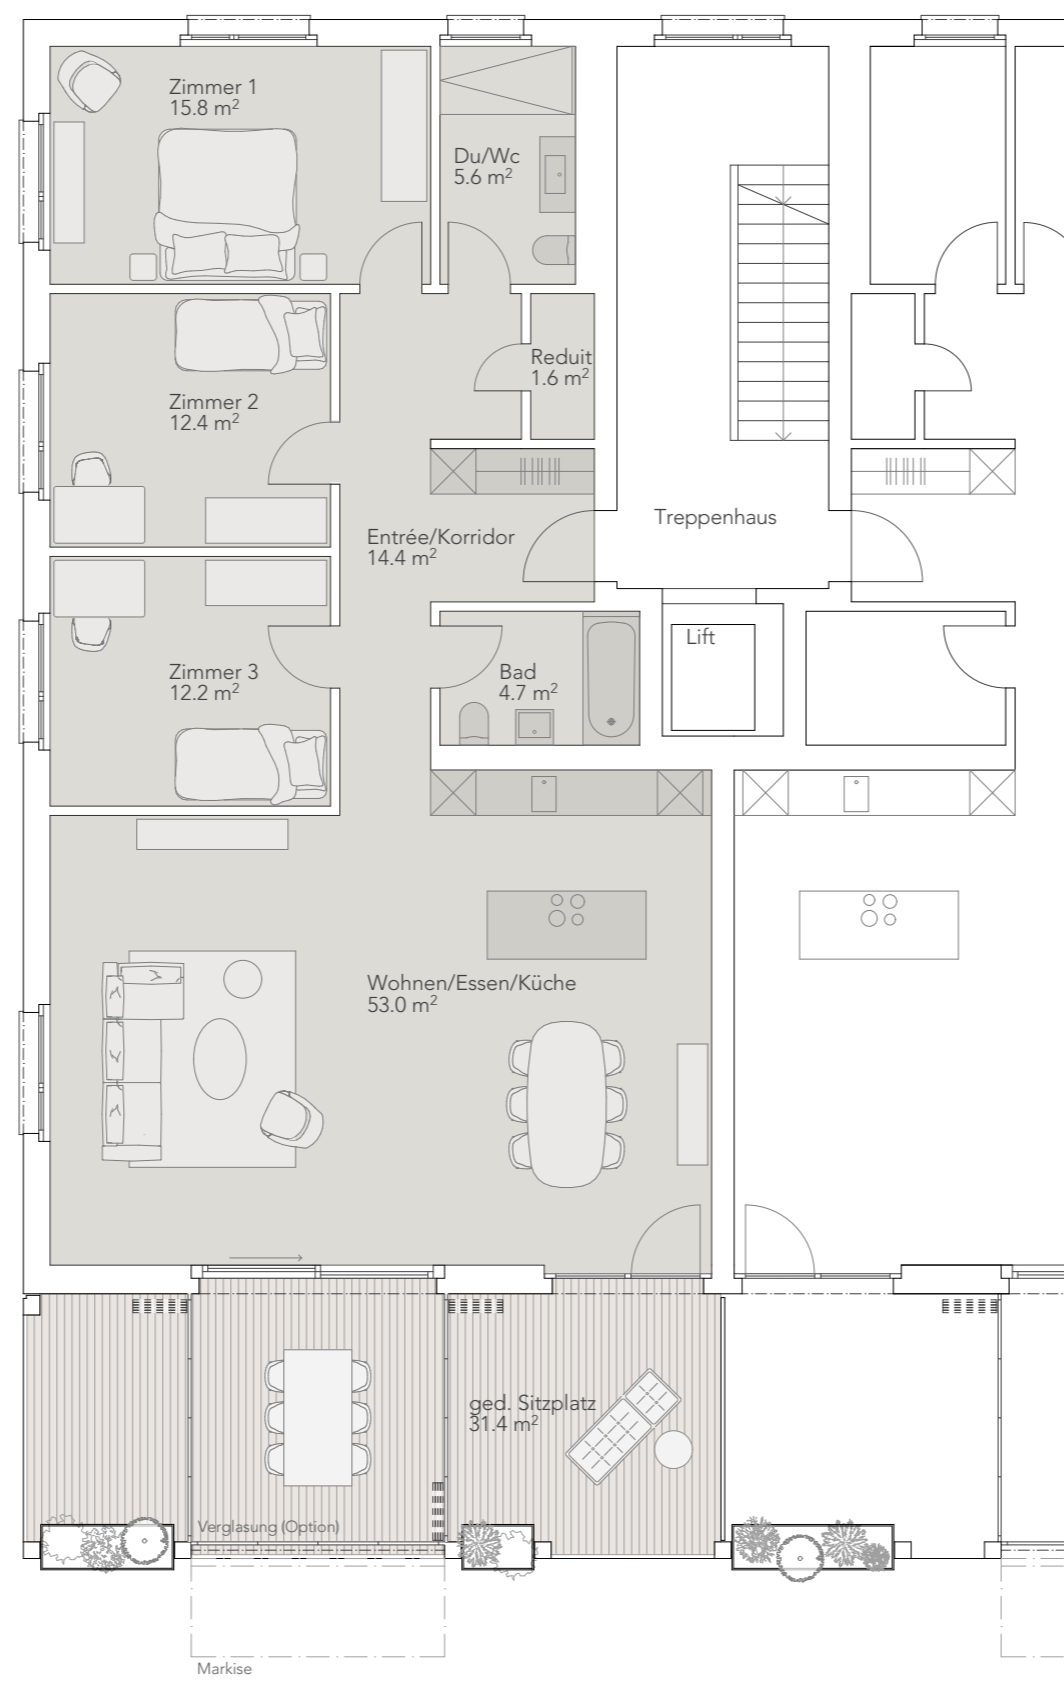 Zimmer 1
15.8 m²
Du/Wc
5.6 m²
Reduit
1.6 m²
Zimmer 2
12.4 m²
Treppenhaus
Entrée/Korridor
14.4 m²
Lift
Zimmer 3
12.2 m²
Bad
4.7 m²
Wohnen/Essen/Küche
53.0 m²
ged. Sitzplatz
31.4 m²
Verglasung (Option)
Markise